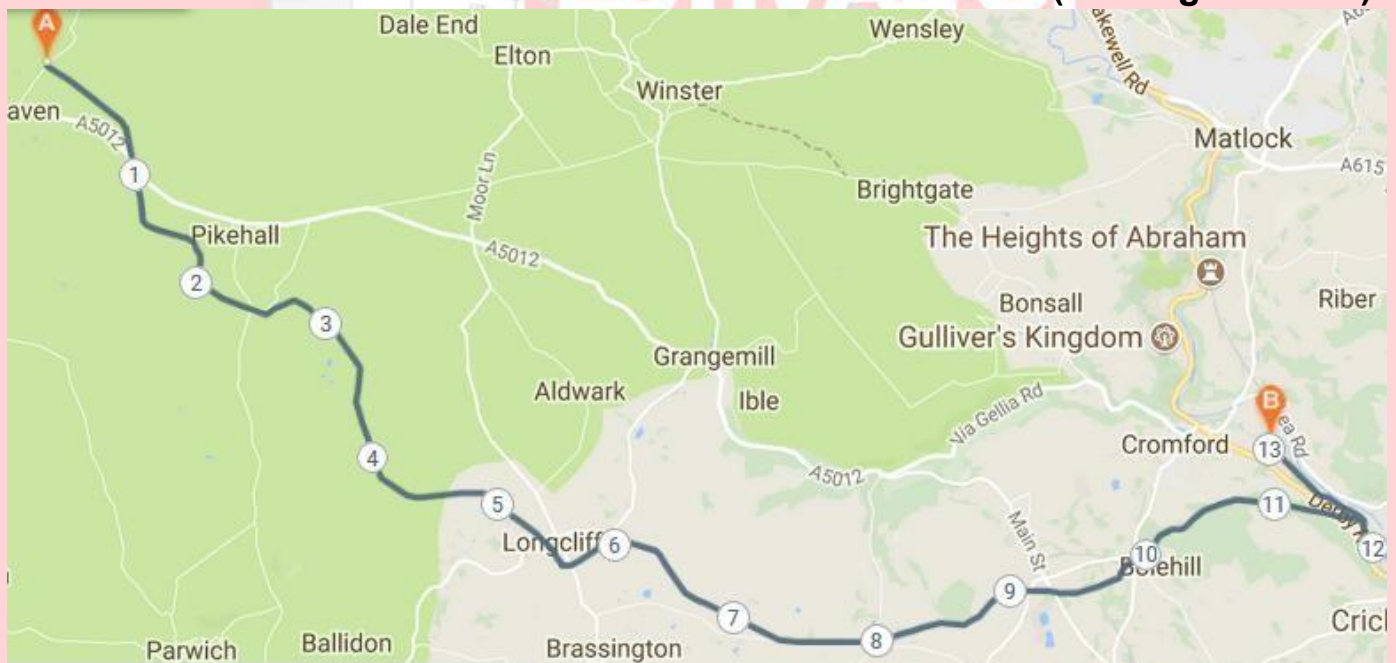 A
Dale End
Wensley
Elton
aven
A5012
Winster
Matlock
A615
1
Moor Ln
Brightgate
Pikehall
A5012
The Heights of Abraham
2
Bonsall
Riber
3
Gulliver's Kingdom
Grangemill
Aldwark
Ible
Via Gellia Rd
B
ea Rd
Cromford
13
4
A5012
5
11
Main St
Longcliff
6
10
12
9
7
8
Parwich
Ballidon
Brassington